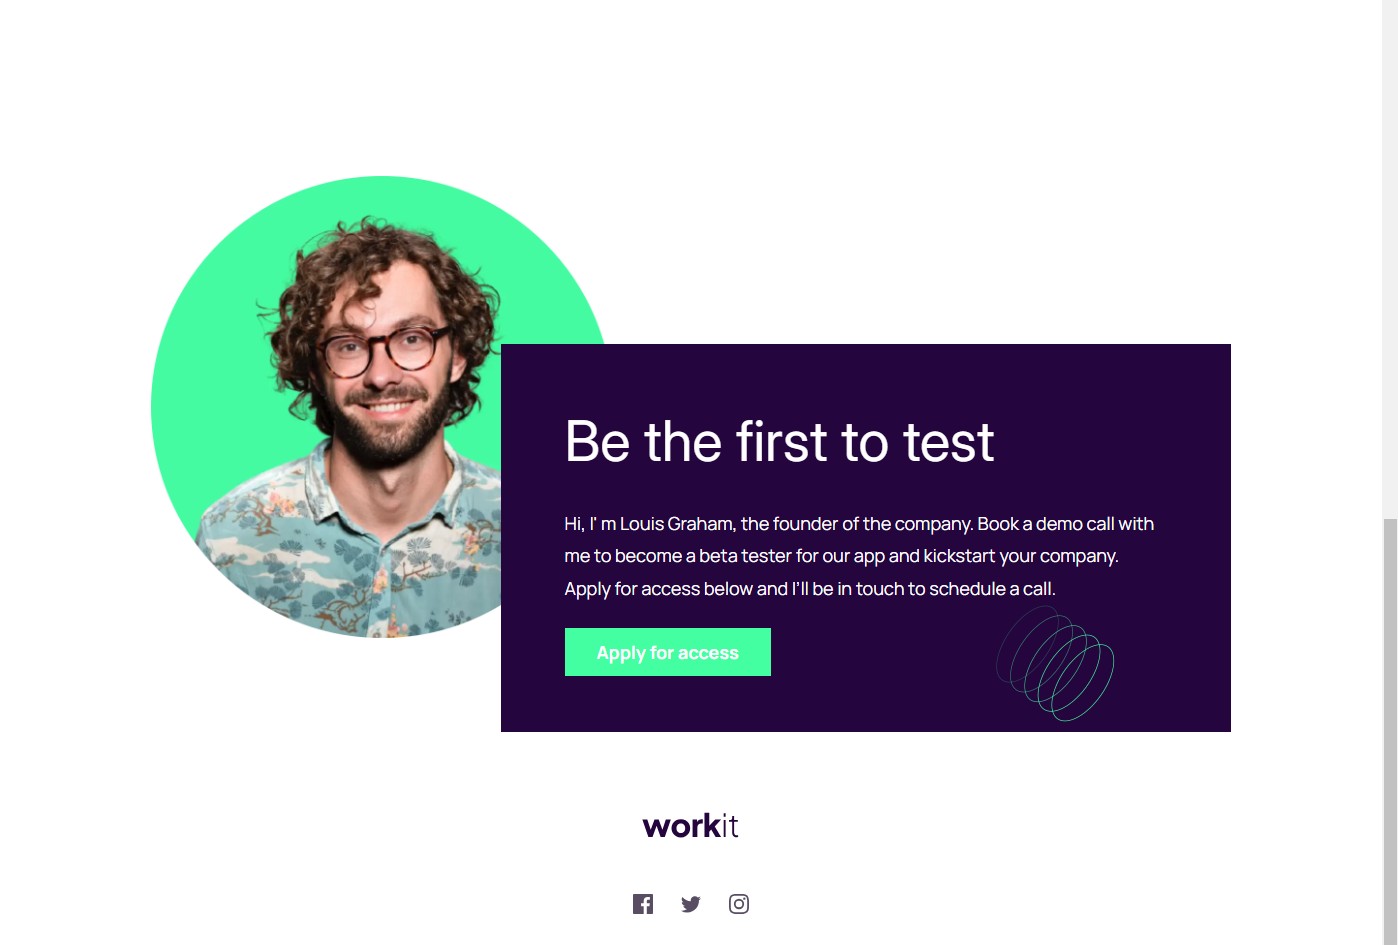 Be the first to test
Hi, I' m Louis Graham, the founder of the company. Book a demo call with
me to become a beta tester for our app and kickstart your company.
Apply for access below and I'll be in touch to schedule a call.
Apply for access
workit